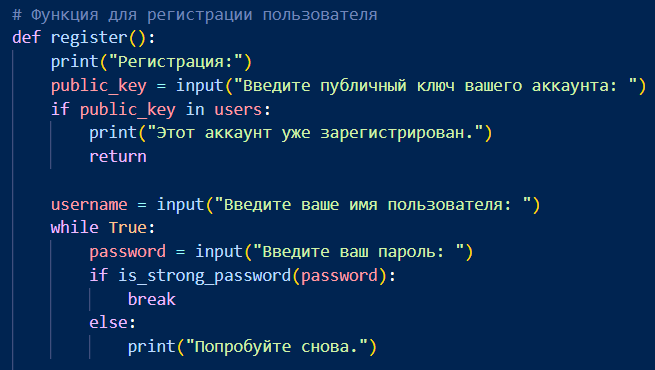 # Функция для регистрации пользователя
def register():
    print("Регистрация:")
    public_key = input("Введите публичный ключ вашего аккаунта: ")
    if public_key in users:
        print("Этот аккаунт уже зарегистрирован.")
        return

    username = input("Введите ваше имя пользователя: ")
    while True:
        password = input("Введите ваш пароль: ")
        if is_strong_password(password):
            break
        else:
            print("Попробуйте снова.")